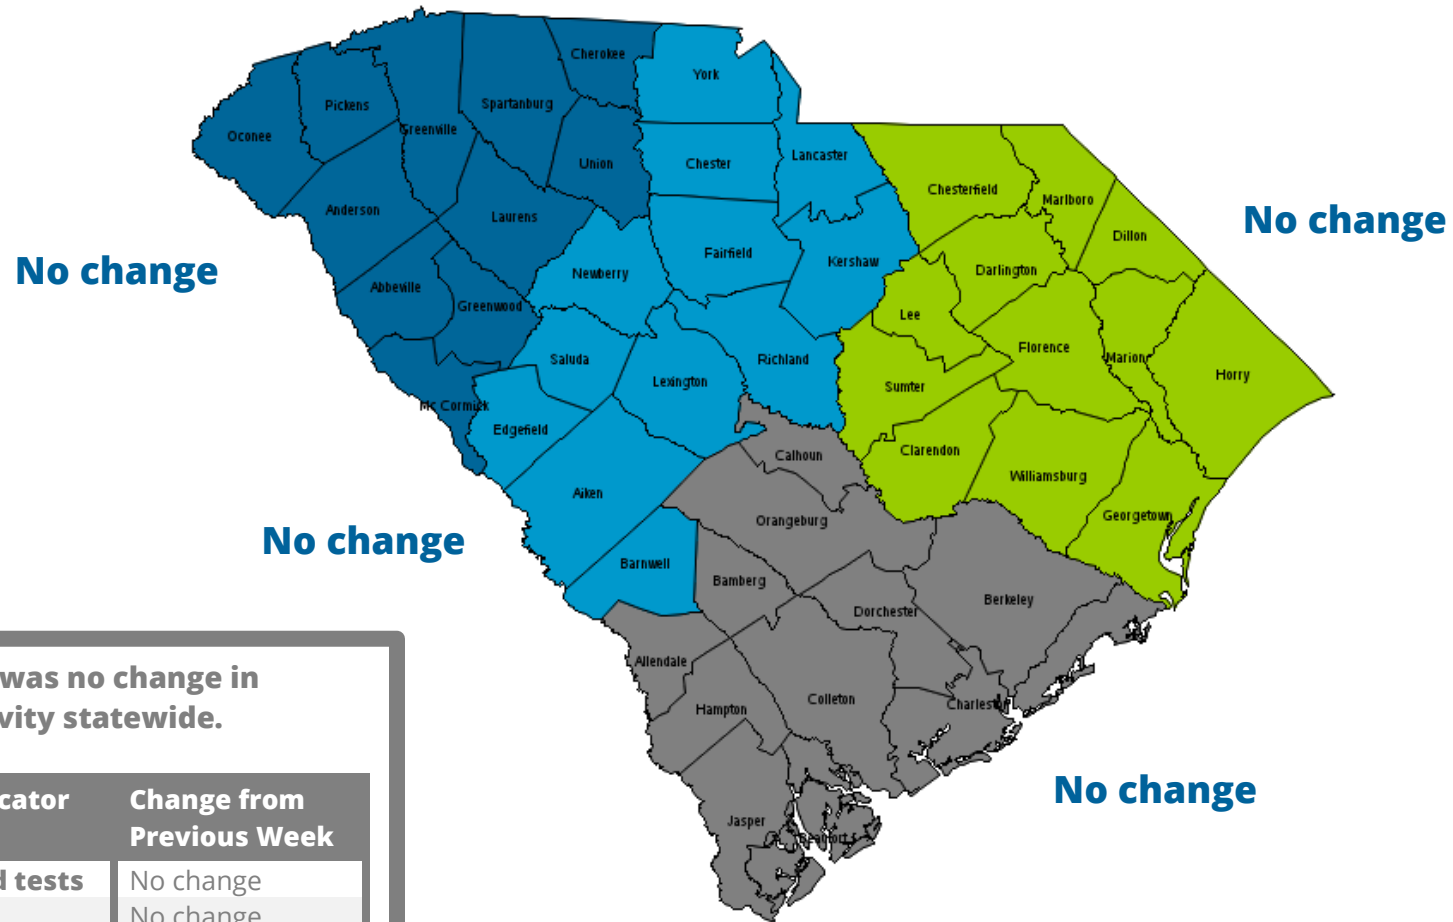 Cherokee
York
Pickens
Spartanburg
Greenville
Oconee
Union
Chester
Lancaster
Chesterfield
Marlboro
Anderson
Laurens
No change
Dillon
Fairfield
Kershaw
Newberry
Darlington
No change
Abbeville
Greenwood
Lee
Florence
Marion
Saluda
Richland
Horry
Lexington
Sumter
Mc Cormick
Edgefield
Calhoun
Clarendon
Williamsburg
Aiken
Georgetown
Orangeburg
No change
Barnwell
Bamberg
Berkeley
Dorchester
Allendale
was no change in
Colleton
Charleston
Hampton
vity statewide.
No change
cator Change from
Previous Week
Jasper
Beaufort
d tests No change
No change